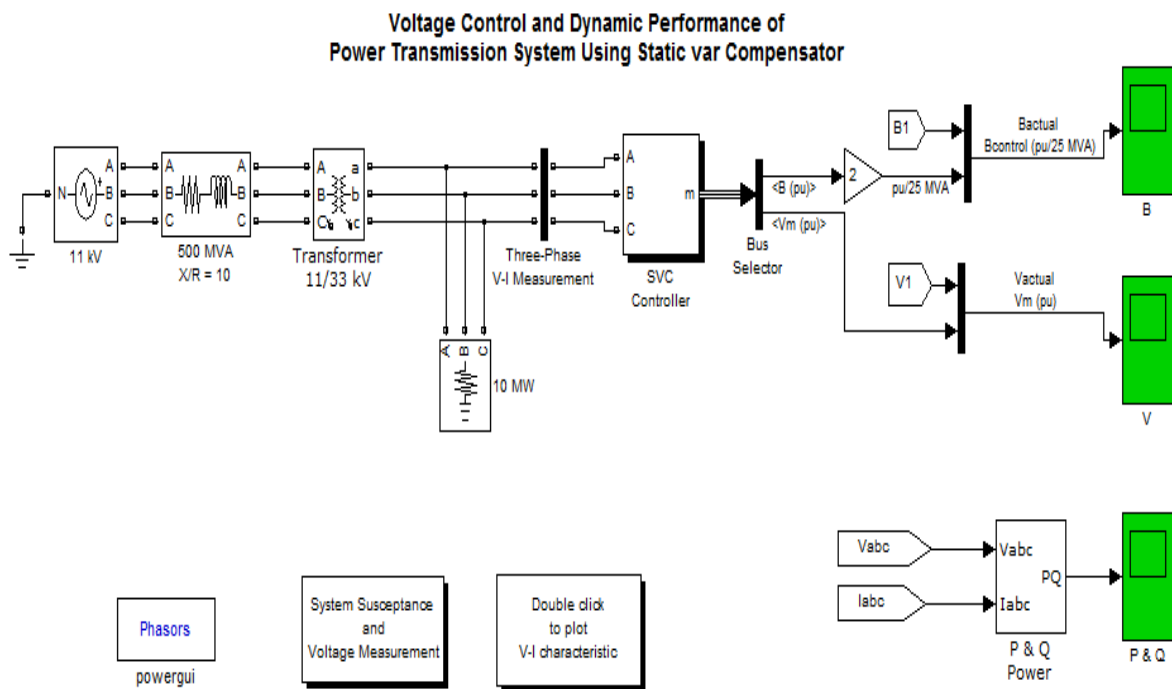 Voltage Control and Dynamic Performance of
Power Transmission System Using Static var Compensator
N
A
B
C
11 kV
A
B
C
A
B
C
500 MVA
X/R = 10
A
B
C
a
b
c
Transformer
11/33 kV
A
B
C
10 MW
Three-Phase
V-I Measurement
A
B
C
m
SVC
Controller
Bus
Selector
<B (pu)>
<Vm (pu)>
2
pu/25 MVA
B1
Bactual
Bcontrol (pu/25 MVA)
B
V1
Vactual
Vm (pu)
V
Vabc
Iabc
Vabc
Iabc
PQ
P & Q
Power
P & Q
Phasors
powergui
System Susceptance
and
Voltage Measurement
Double click
to plot
V-I characteristic